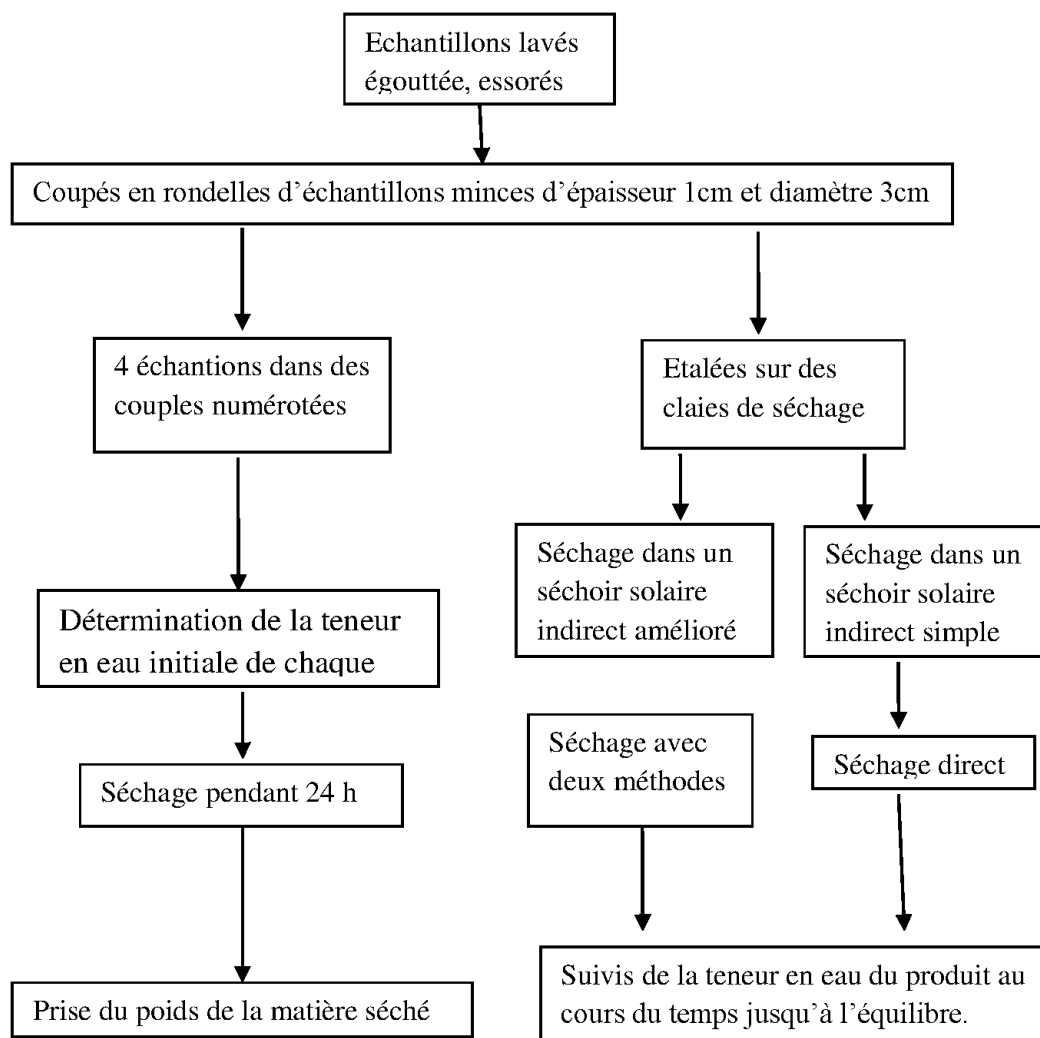 Echantillons lavés
égouttée, essorés
Coupés en rondelles d'échantillons minces d'épaisseur 1cm et diamètre 3cm
4 échantions dans des
couples numérotées
Etalées sur des
claies de séchage
Séchage dans un
séchoir solaire
indirect amélioré
Séchage dans un
séchoir solaire
indirect simple
Détermination de la teneur
en eau initiale de chaque
Séchage avec
deux méthodes
Séchage direct
Séchage pendant 24 h
Suivis de la teneur en eau du produit au
cours du temps jusqu'à l'équilibre.
Prise du poids de la matière séché